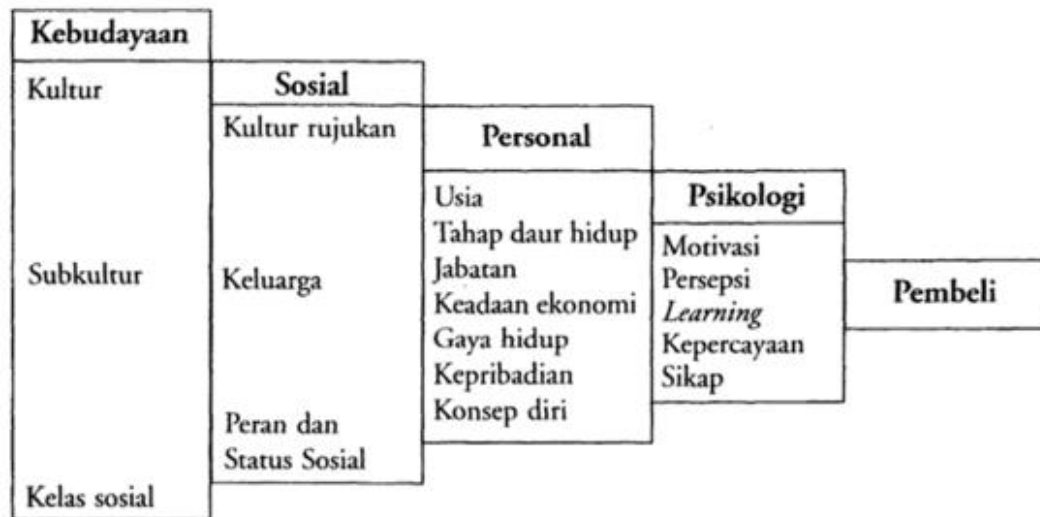 Kebudayaan
Kultur
Subkultur
Kelas sosial
Sosial
Kultur rujukan
Keluarga
Peran dan
Status Sosial
Personal
Usia
Tahap daur hidup
Jabatan
Keadaan ekonomi
Gaya hidup
Kepribadian
Konsep diri
Psikologi
Motivasi
Persepsi
Learning
Kepercayaan
Sikap
Pembeli